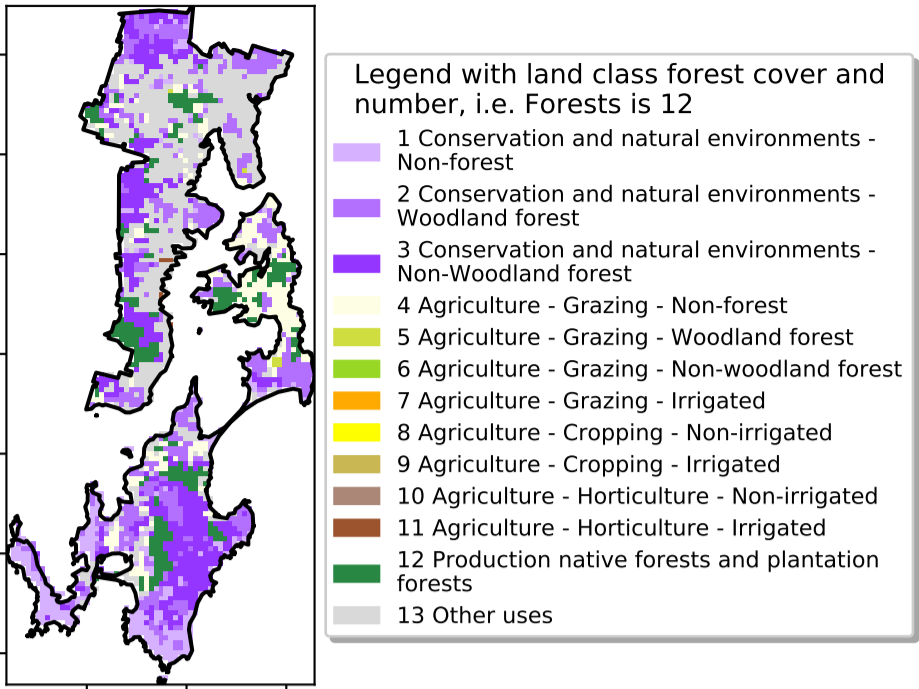 Legend with land class forest cover and
number, i.e. Forests is 12
1 Conservation and natural environments -
Non-forest
2 Conservation and natural environments -
Woodland forest
3 Conservation and natural environments -
Non-Woodland forest
4 Agriculture - Grazing - Non-forest
5 Agriculture - Grazing - Woodland forest
6 Agriculture - Grazing - Non-woodland forest
7 Agriculture - Grazing - Irrigated
8 Agriculture - Cropping - Non-irrigated
9 Agriculture - Cropping - Irrigated
10 Agriculture - Horticulture - Non-irrigated
11 Agriculture - Horticulture - Irrigated
12 Production native forests and plantation
forests
13 Other uses